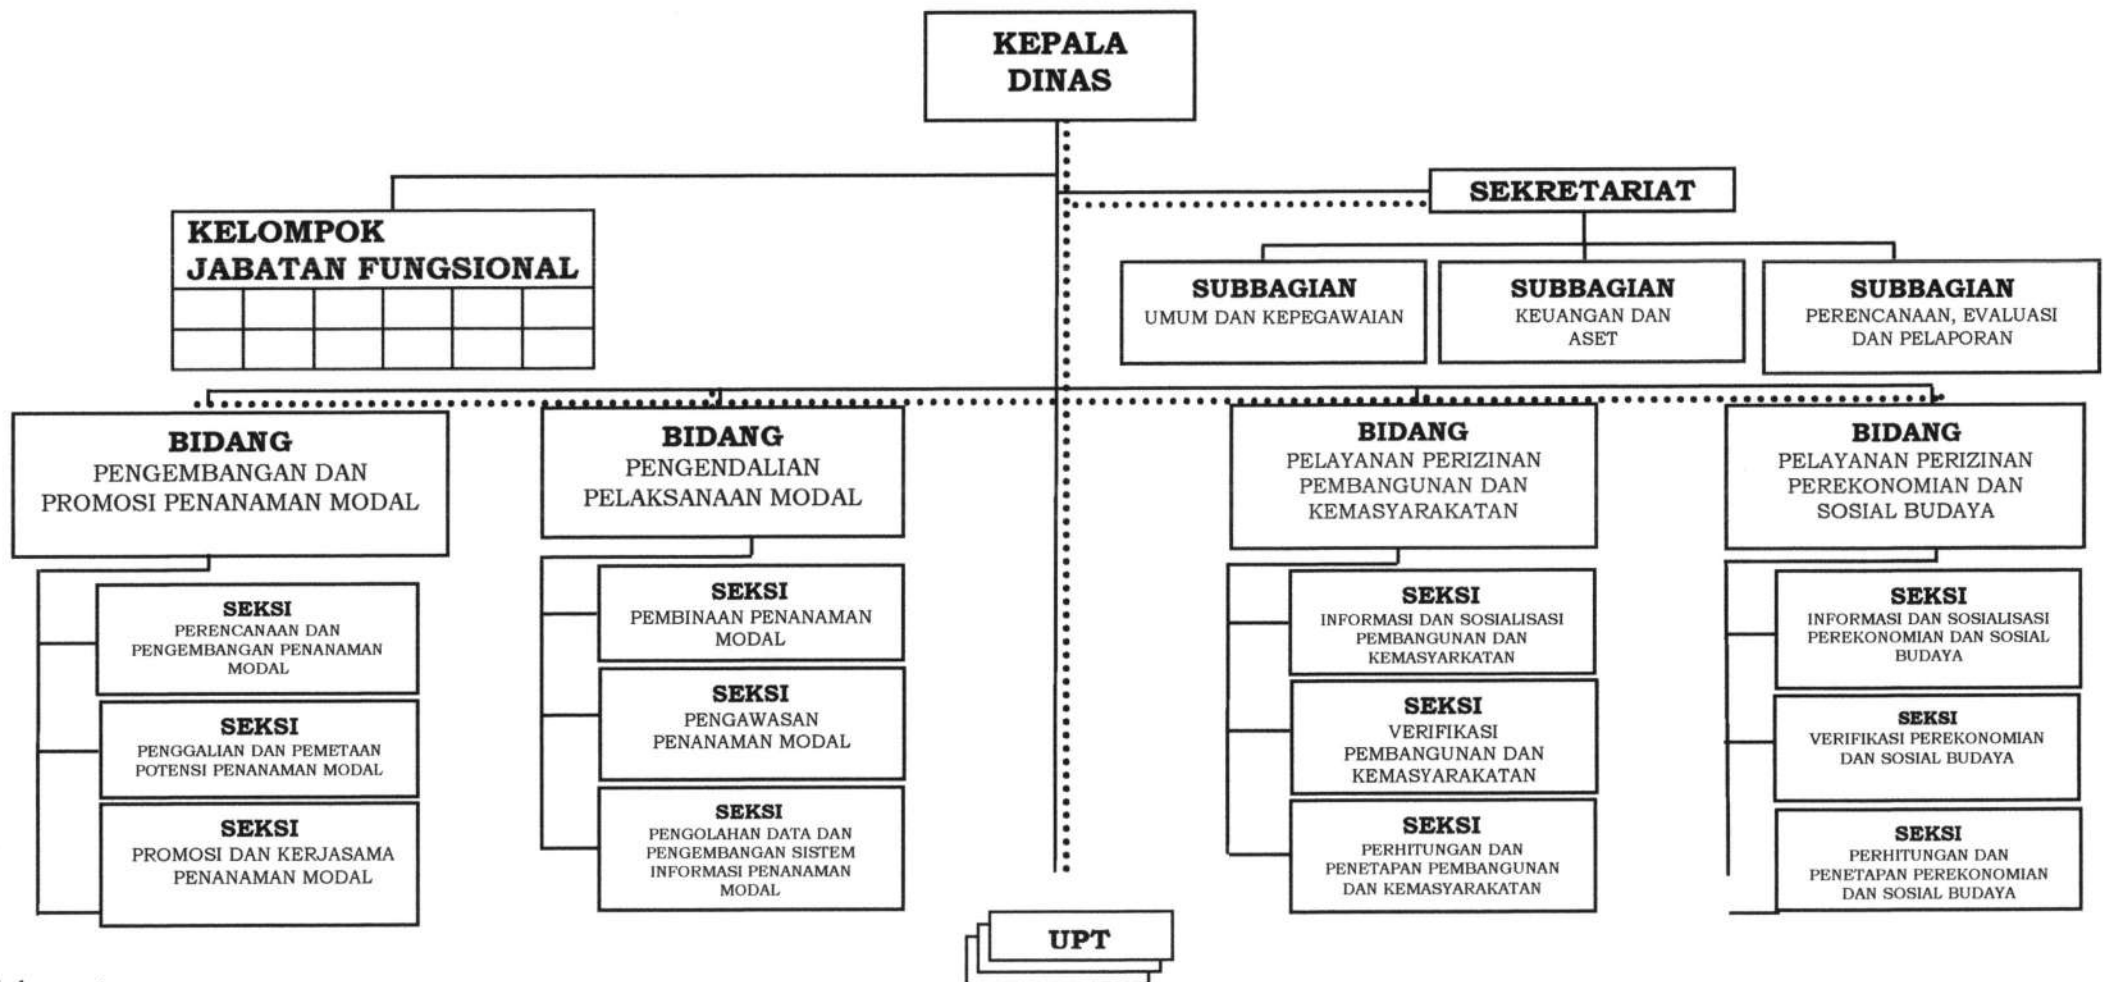 KEPALA
DINAS
SEKRETARIAT
KELOMPOK
JABATAN FUNGSIONAL
SUBBAGIAN
UMUM DAN KEPEGAWAIAN
SUBBAGIAN
KEUANGAN DAN
ASET
SUBBAGIAN
PERENCANAAN, EVALUASI
DAN PELAPORAN
BIDANG
PENGEMBANGAN DAN
PROMOSI PENANAMAN MODAL
SEKSI
PERENCANAAN DAN
PENGEMBANGAN PENANAMAN
MODAL
SEKSI
PENGGALIAN DAN PEMETAAN
POTENSI PENANAMAN MODAL
SEKSI
PROMOSI DAN KERJASAMA
PENANAMAN MODAL
BIDANG
PENGENDALIAN
PELAKSANAAN MODAL
SEKSI
PEMBINAAN PENANAMAN
MODAL
SEKSI
PENGAWASAN
PENANAMAN MODAL
SEKSI
PENGOLAHAN DATA DAN
PENGEMBANGAN SISTEM
INFORMASI PENANAMAN
MODAL
BIDANG
PELAYANAN PERIZINAN
PEMBANGUNAN DAN
KEMASYARAKATAN
SEKSI
INFORMASI DAN SOSIALISASI
PEMBANGUNAN DAN
KEMASYARKATAN
SEKSI
VERIFIKASI
PEMBANGUNAN DAN
KEMASYARAKATAN
SEKSI
PERHITUNGAN DAN
PENETAPAN PEMBANGUNAN
DAN KEMASYARAKATAN
BIDANG
PELAYANAN PERIZINAN
PEREKONOMIAN DAN
SOSIAL BUDAYA
SEKSI
INFORMASI DAN SOSIALISASI
PEREKONOMIAN DAN SOSIAL
BUDAYA
SEKSI
VERIFIKASI PEREKONOMIAN
DAN SOSIAL BUDAYA
SEKSI
PERHITUNGAN DAN
PENETAPAN PEREKONOMIAN
DAN SOSIAL BUDAYA
UPT